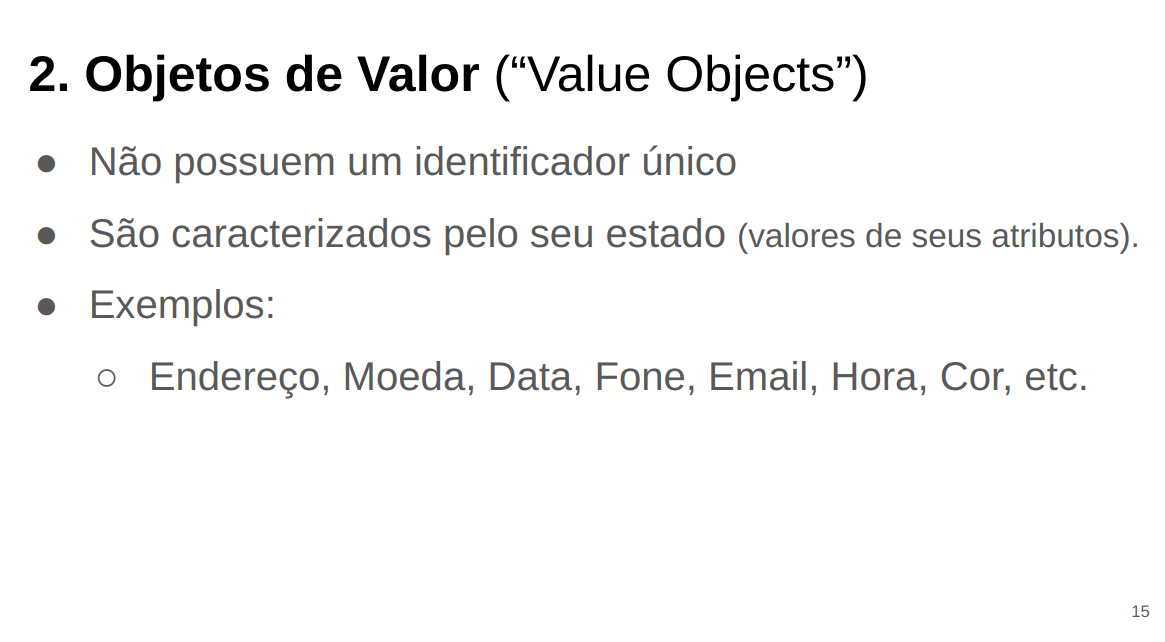 2. Objetos de Valor (“Value Objects”)
● Não possuem um identificador único
● São caracterizados pelo seu estado (valores de seus atributos).
● Exemplos:
○ Endereço, Moeda, Data, Fone, Email, Hora, Cor, etc.
15